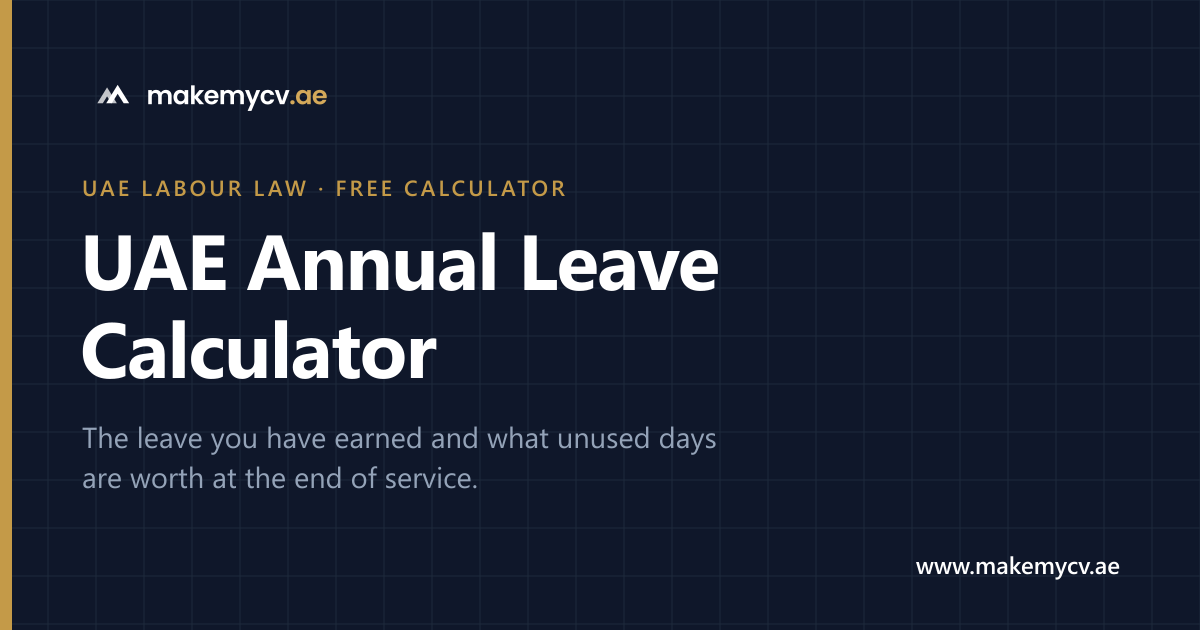 makemycv.ae
UAE LABOUR LAW · FREE CALCULATOR
UAE Annual Leave
Calculator
The leave you have earned and what unused days
are worth at the end of service.
www.makemycv.ae